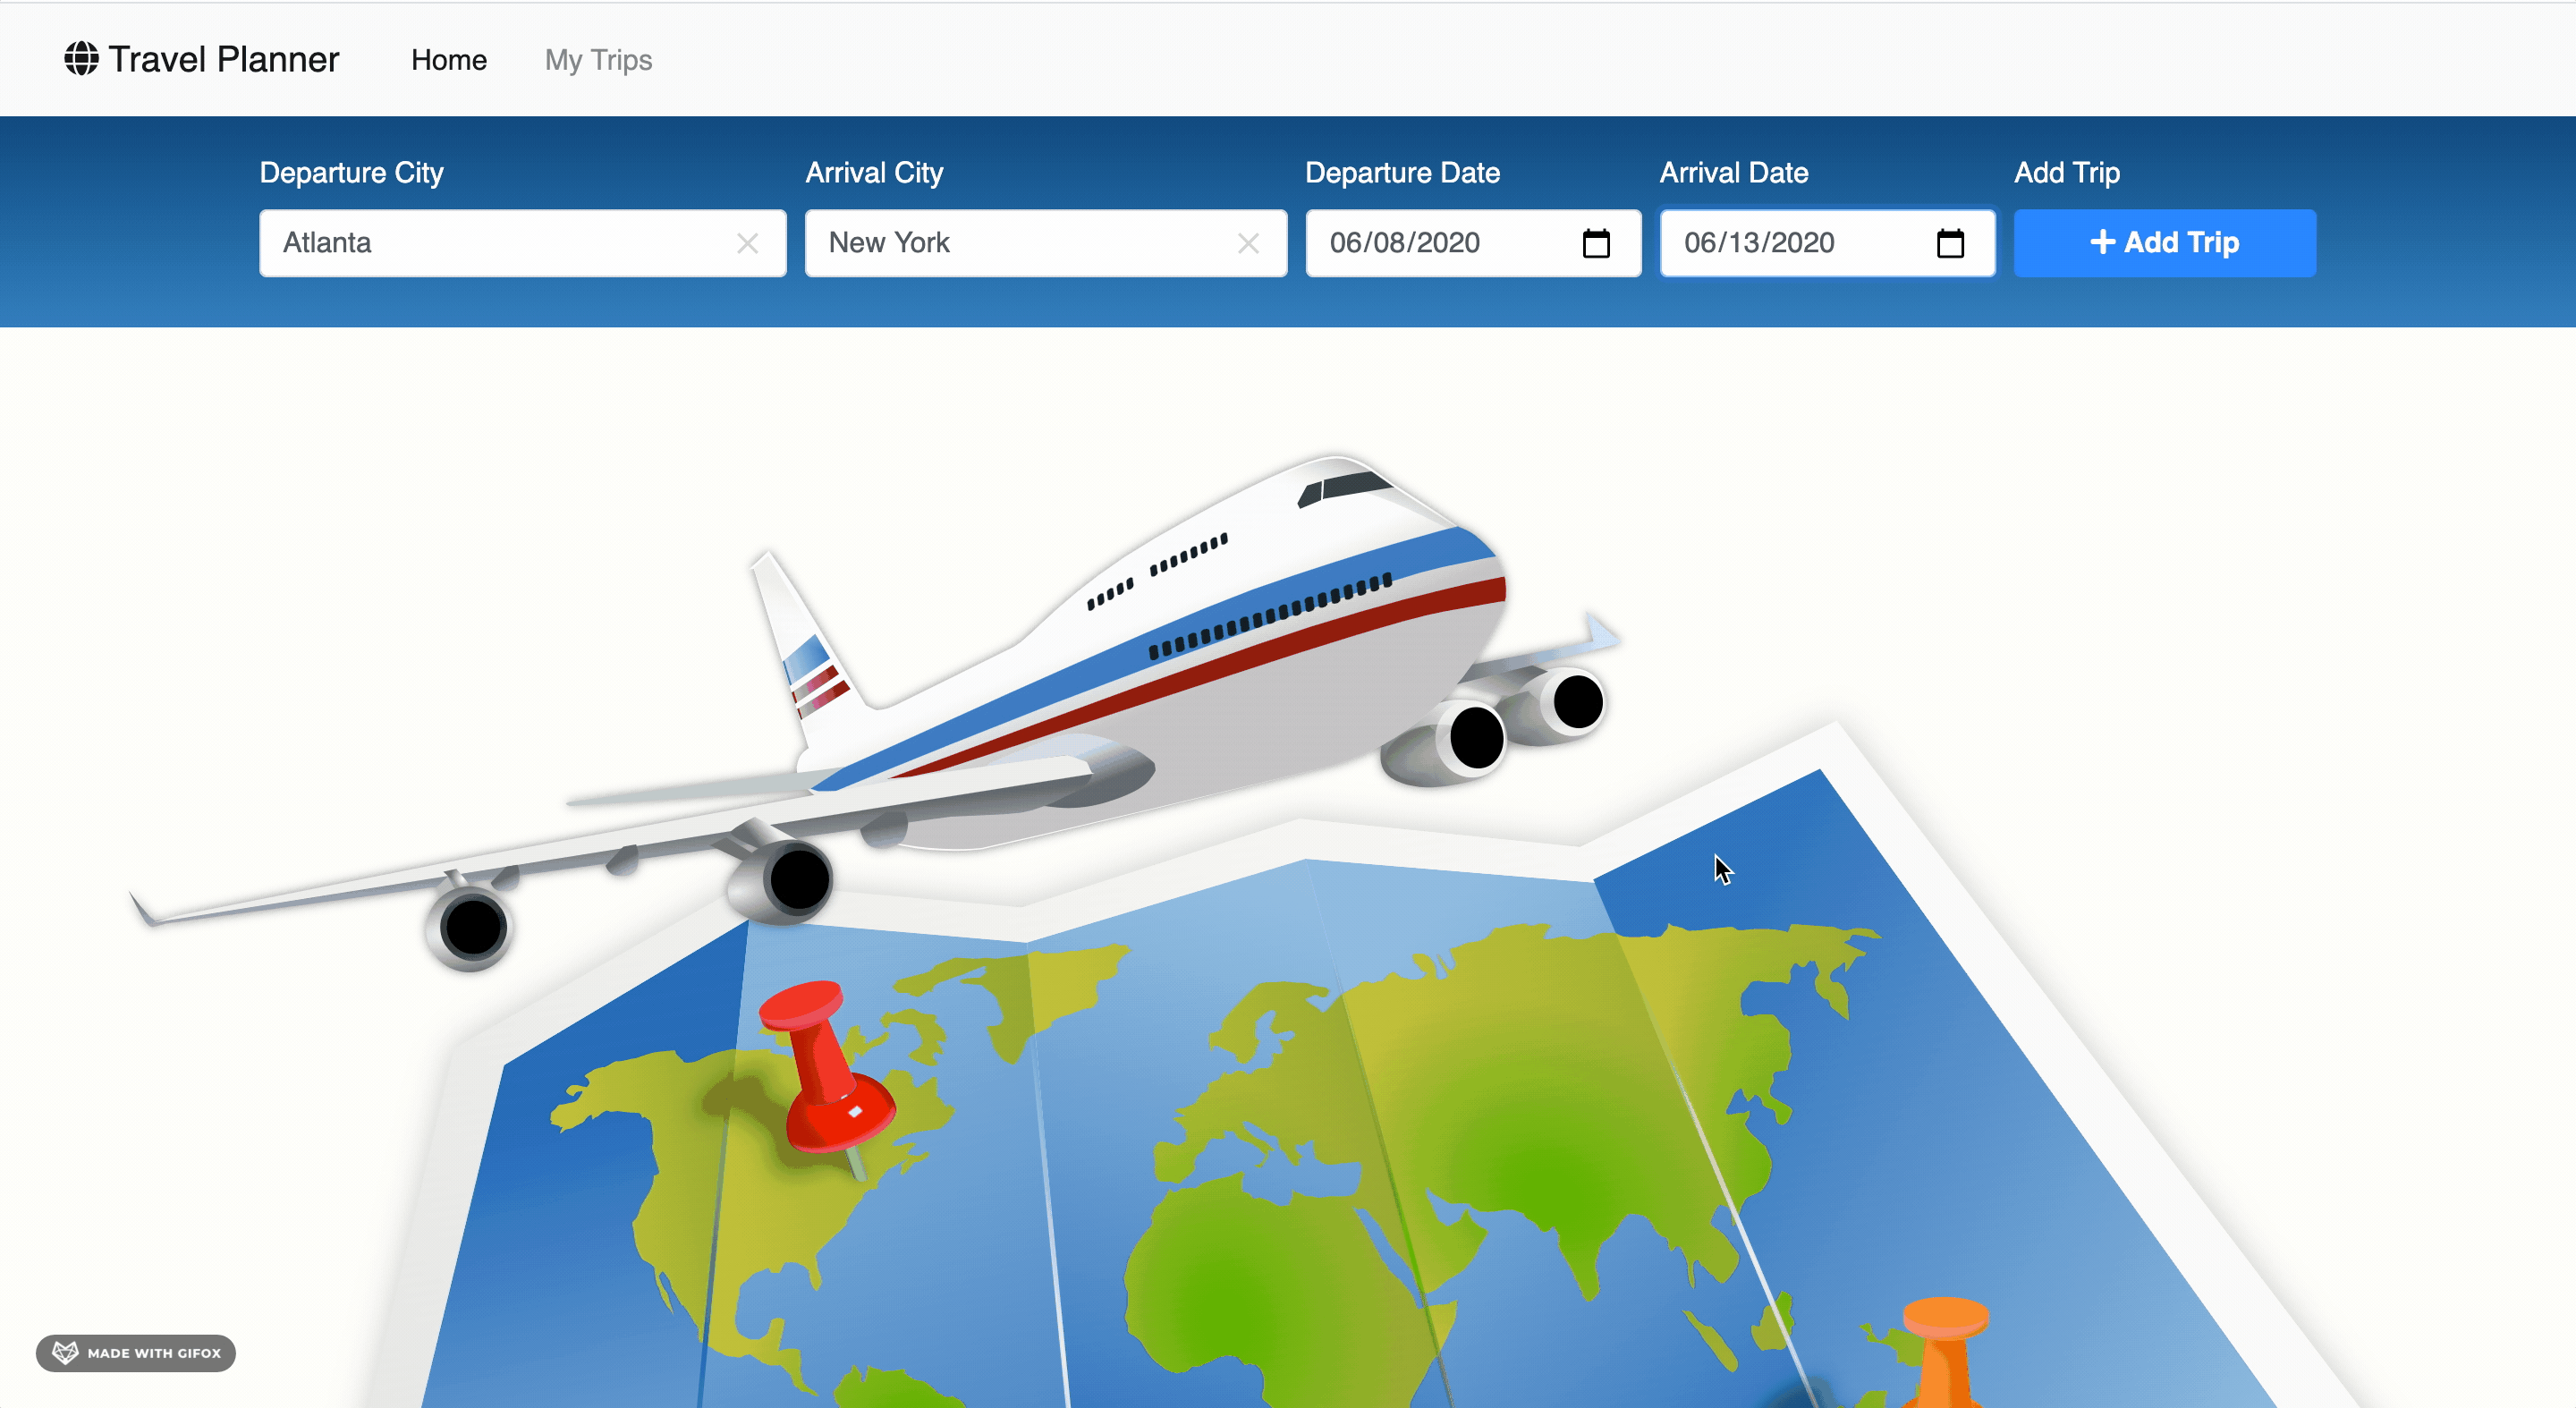 Travel Planner Home My Trips
Departure City Arrival City Departure Date Arrival Date Add Trip
Atlanta New York 06/08/2020 06/13/2020 Add Trip
MADE WITH GIFOX